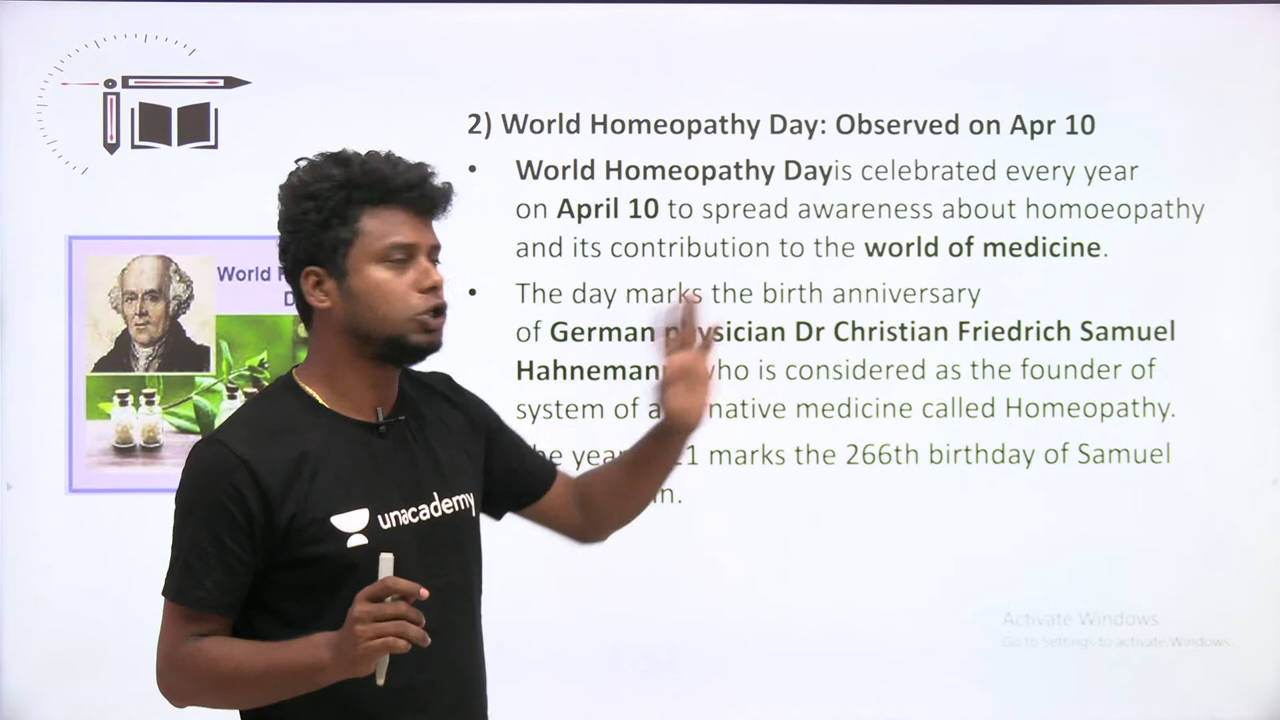 2) World Homeopathy Day: Observed on Apr 10
• World Homeopathy Dayis celebrated every year
on April 10 to spread awareness about homoeopathy
and its contribution to the world of medicine.
• The day marks the birth anniversary
of German physician Dr Christian Friedrich Samuel
who is considered as the founder of
system of alternative medicine called Homeopathy.
marks the 266th birthday of Samuel
World
unacademy
Activate Windows
Go to Settings to activate Windows.